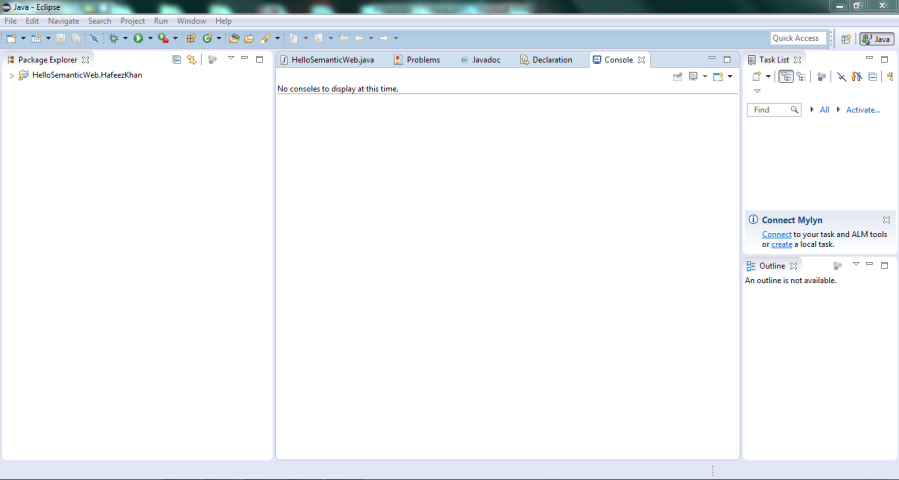 Java - Eclipse
File Edit Navigate Search Project Run Window Help
Quick Access Java
Package Explorer
HelloSemanticWeb.HafeezKhan
HelloSemanticWeb.java Problems Javadoc Declaration Console
No consoles to display at this time.
Task List
Find All Activate...
Connect Mylyn
Connect to your task and ALM tools
or create a local task.
Outline
An outline is not available.